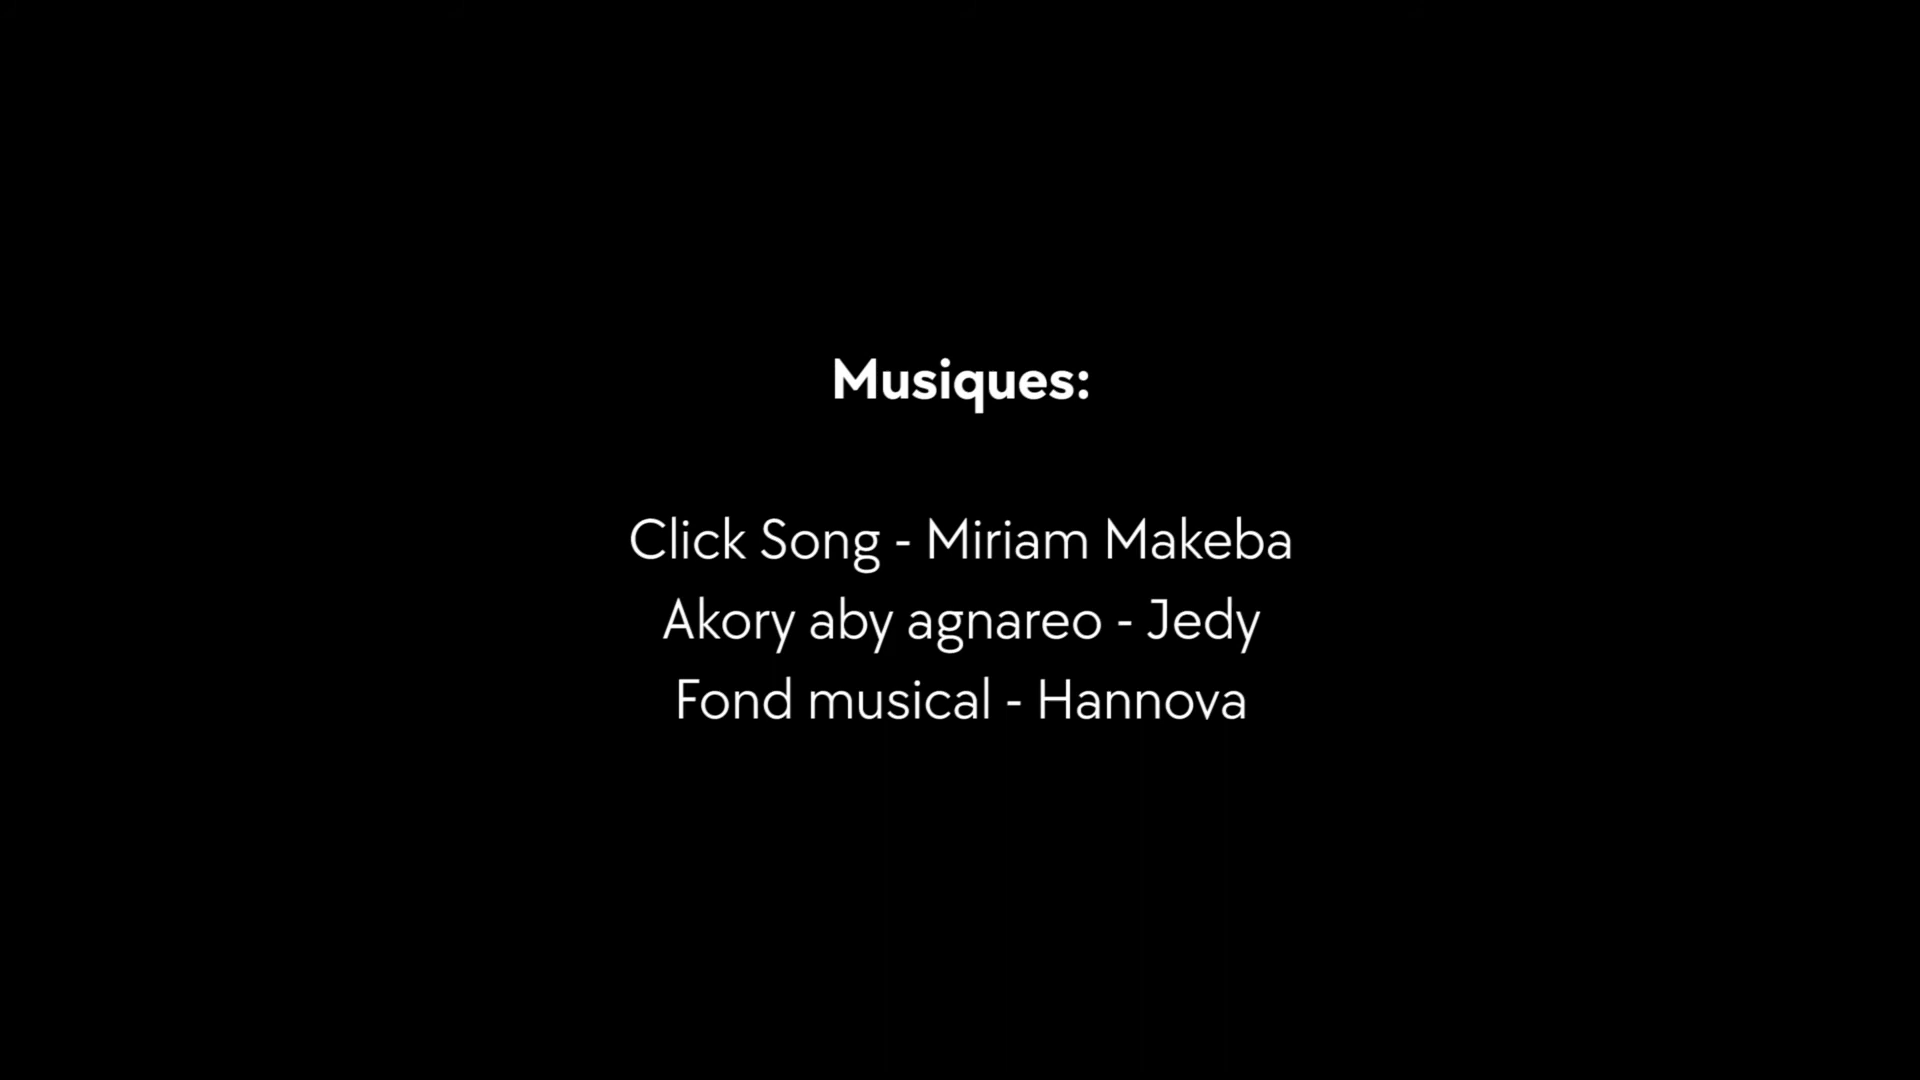 Musiques:
Click Song - Miriam Makeba
Akory aby agnareo - Jedy
Fond musical - Hannova